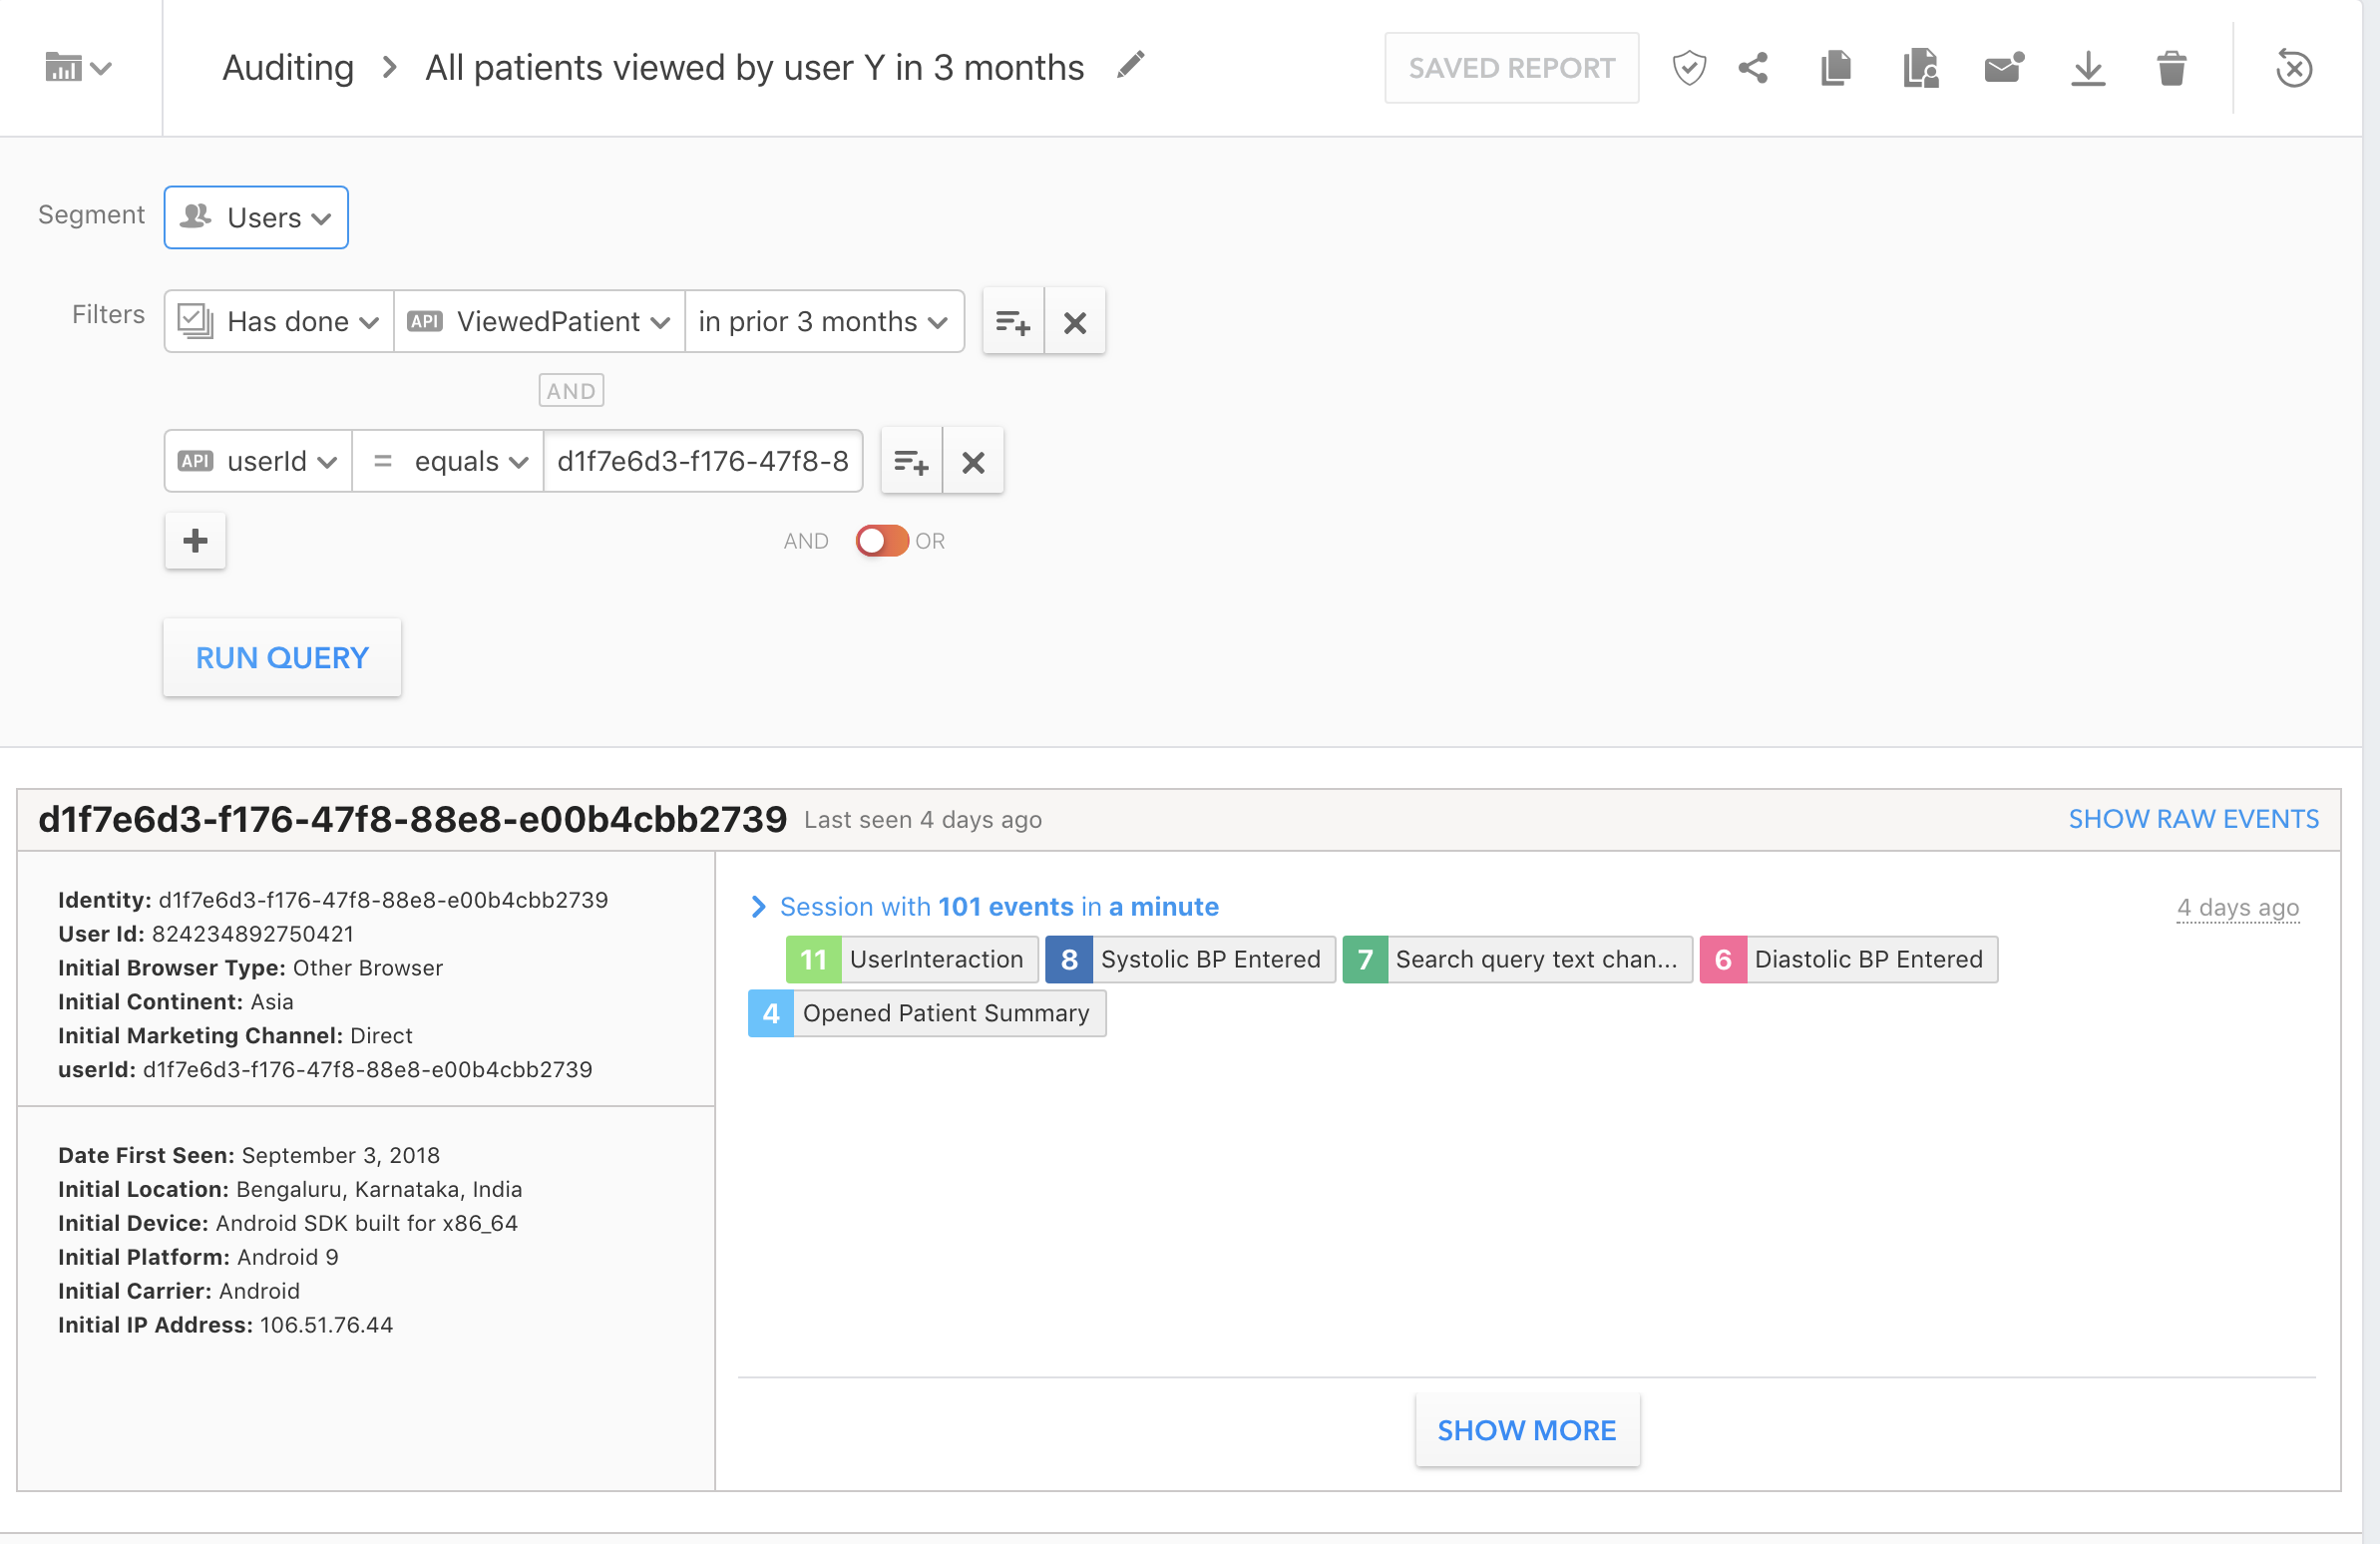 Auditing > All patients viewed by user Y in 3 months
SAVED REPORT
Segment
Users
Filters
Has done
API ViewedPatient
in prior 3 months
AND
API userId
= equals
d1f7e6d3-f176-47f8-8
AND OR
RUN QUERY
d1f7e6d3-f176-47f8-88e8-e00b4cbb2739 Last seen 4 days ago
SHOW RAW EVENTS
Identity: d1f7e6d3-f176-47f8-88e8-e00b4cbb2739
User Id: 824234892750421
Initial Browser Type: Other Browser
Initial Continent: Asia
Initial Marketing Channel: Direct
userId: d1f7e6d3-f176-47f8-88e8-e00b4cbb2739
Date First Seen: September 3, 2018
Initial Location: Bengaluru, Karnataka, India
Initial Device: Android SDK built for x86_64
Initial Platform: Android 9
Initial Carrier: Android
Initial IP Address: 106.51.76.44
Session with 101 events in a minute
4 days ago
11 UserInteraction
8 Systolic BP Entered
7 Search query text chan...
6 Diastolic BP Entered
4 Opened Patient Summary
SHOW MORE